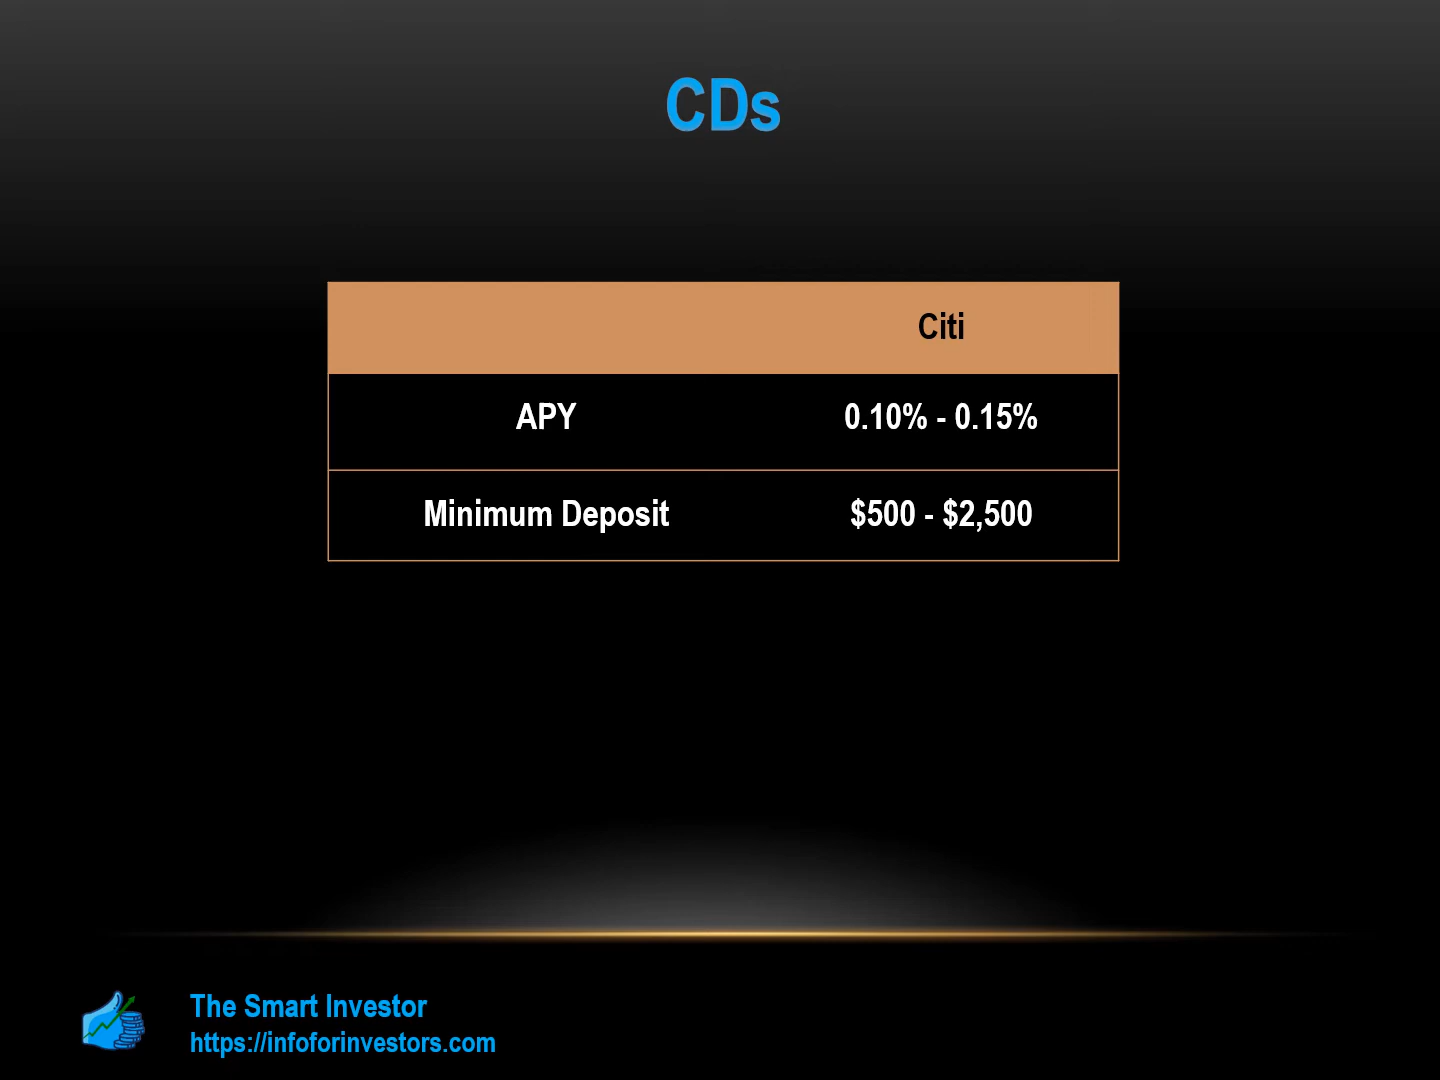 CDs
Citi
APY 0.10% - 0.15%
Minimum Deposit $500 - $2,500
The Smart Investor
https://infoforinvestors.com